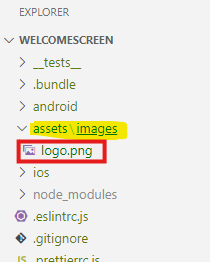 EXPLORER
WELCOMESCREEN
__tests__
.bundle
android
assets\images
logo.png
ios
node_modules
.eslintrc.js
.gitignore
.prettierrc.js